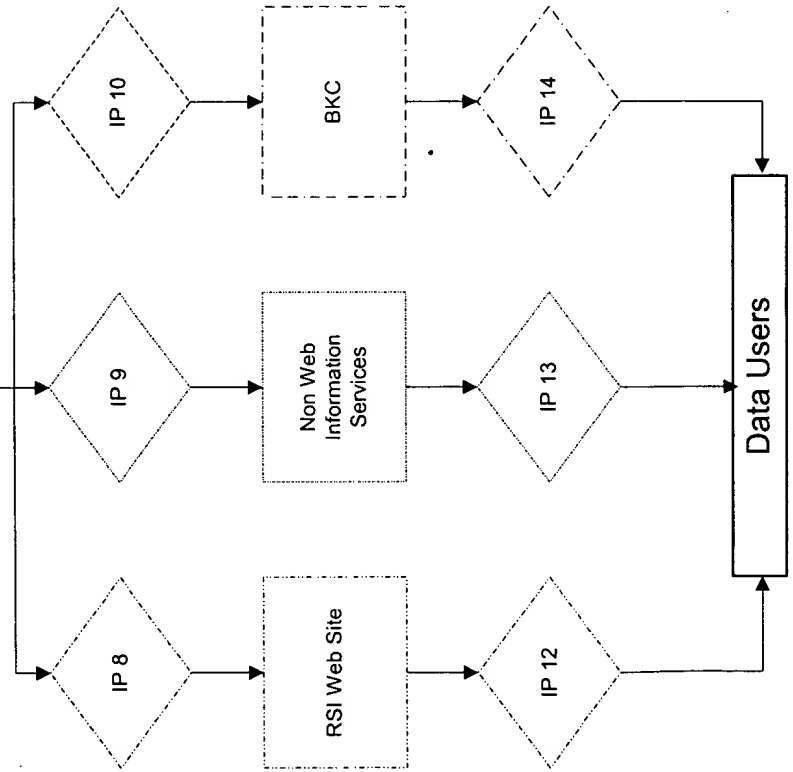 IP 8
IP 9
IP 10
RSI Web Site
Non Web
Information
Services
BKC
IP 12
IP 13
IP 14
Data Users